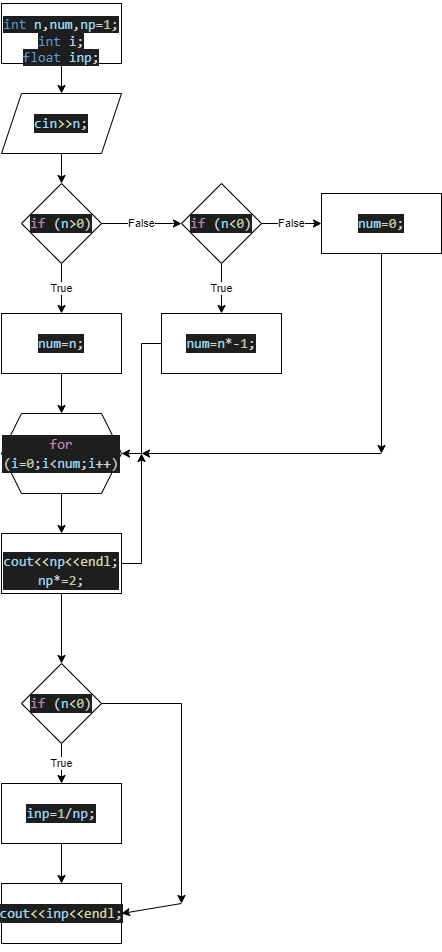 int n,num,np=1;
int i;
float inp;
cin>>n;
if (n>0)
False
if (n<0)
False
num=0;
True
True
num=n;
num=n*-1;
for
(i=0;i<num;i++)
cout<<np<<endl;
np*=2;
if (n<0)
True
inp=1/np;
cout<<inp<<endl;